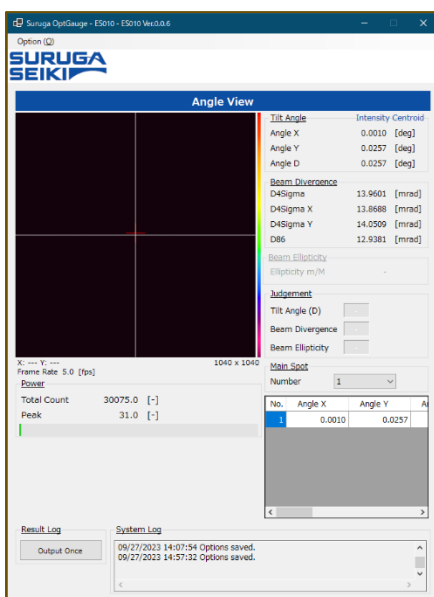 Suruga OptGauge - ES010 - ES010 Ver.0.0.6
Option (O)
SURUGA
SEIKI
Angle View
Tilt Angle Intensity Centroid
Angle X 0.0010 [deg]
Angle Y 0.0257 [deg]
Angle D 0.0257 [deg]
Beam Divergence
D4Sigma 13.9601 [mrad]
D4Sigma X 13.8688 [mrad]
D4Sigma Y 14.0509 [mrad]
D86 12.9381 [mrad]
Beam Ellipticity
Ellipticity m/M -
Judgement
Tilt Angle (D) -
Beam Divergence -
Beam Ellipticity -
X: --- Y: --- 1040 x 1040
Frame Rate 5.0 [fps]
Main Spot
Number 1
Power
Total Count 30075.0 [-]
Peak 31.0 [-]
No. Angle X Angle Y A
1 0.0010 0.0257
Result Log
Output Once
System Log
09/27/2023 14:07:54 Options saved.
09/27/2023 14:57:32 Options saved.